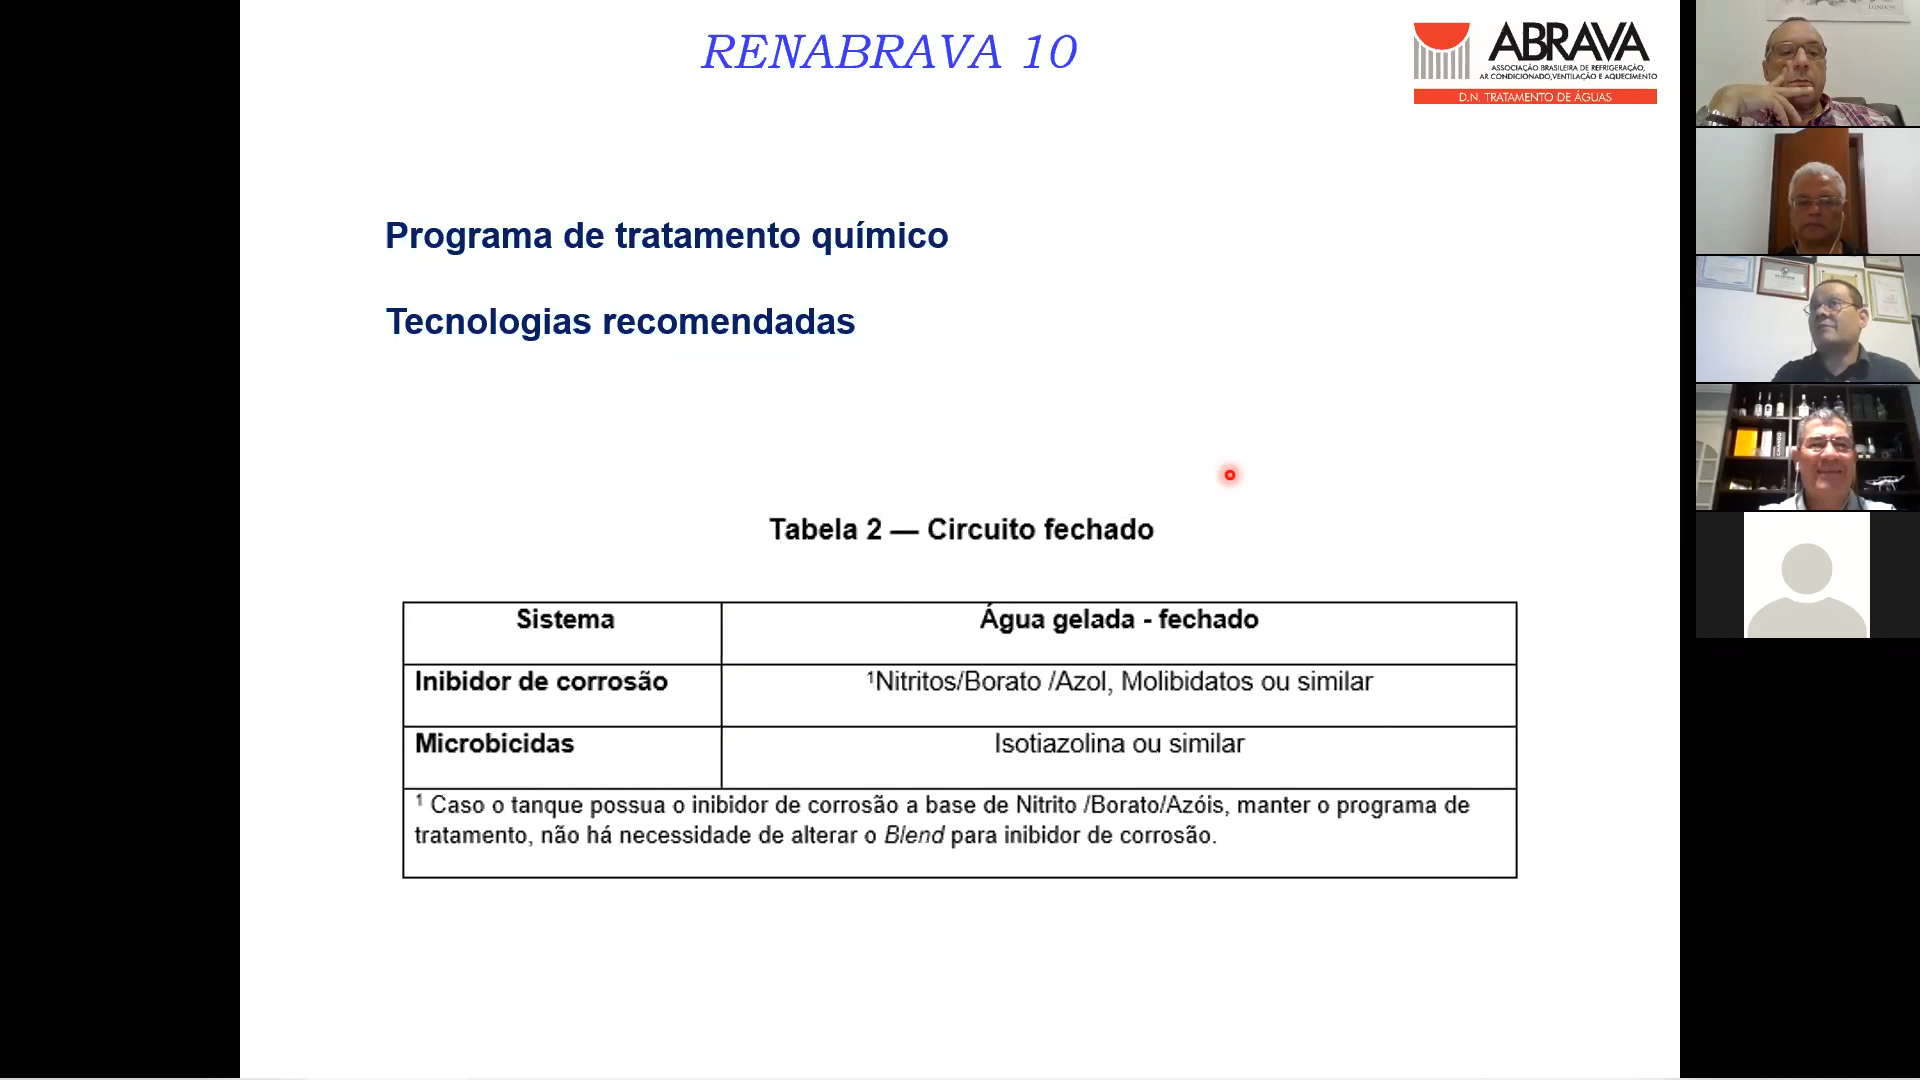 RENABRAVA 10
ABRAVA
ASSOCIAÇÃO BRASILEIRA DE REFRIGERAÇÃO,
AR CONDICIONADO,VENTILAÇÃO E AQUECIMENTO
D.N. TRATAMENTO DE ÁGUAS
LONDON
Programa de tratamento químico
Tecnologias recomendadas
Tabela 2 — Circuito fechado
Sistema
Água gelada - fechado
Inibidor de corrosão
¹Nitritos/Borato /Azol, Molibidatos ou similar
Microbicidas
Isotiazolina ou similar
¹ Caso o tanque possua o inibidor de corrosão a base de Nitrito /Borato/Azóis, manter o programa de
tratamento, não há necessidade de alterar o Blend para inibidor de corrosão.